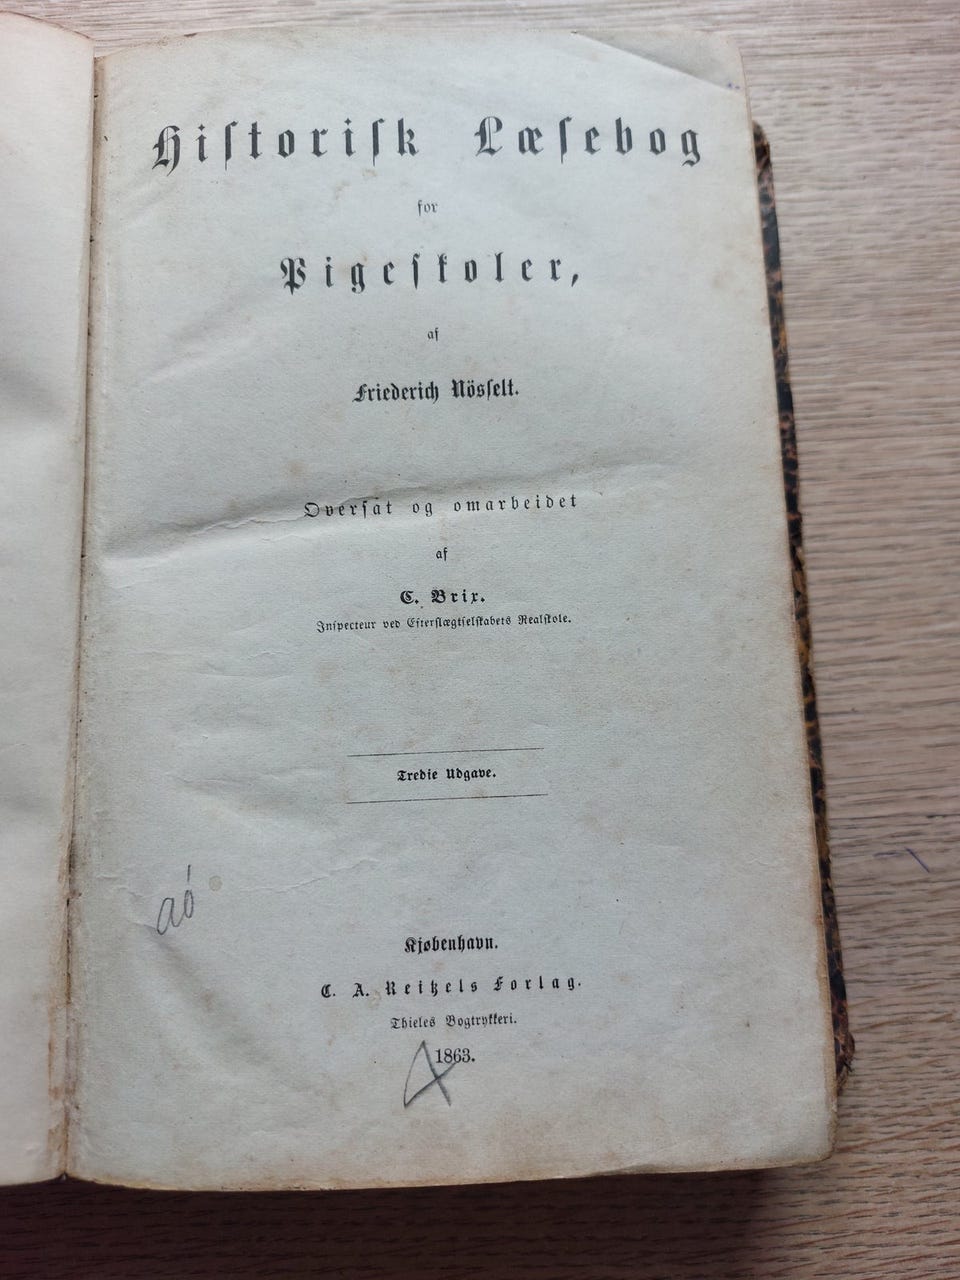 Historisk Læsebog
for
Pigeskoler,
af
Friederich Nösselt.
Oversat og omarbeidet
af
C. Brix.
Inspecteur ved Efterslægtselskabets Realskole.
Tredie Udgave.
aó
Kjøbenhavn.
C. A. Reitzels Forlag.
Thieles Bogtrykkeri.
1863.